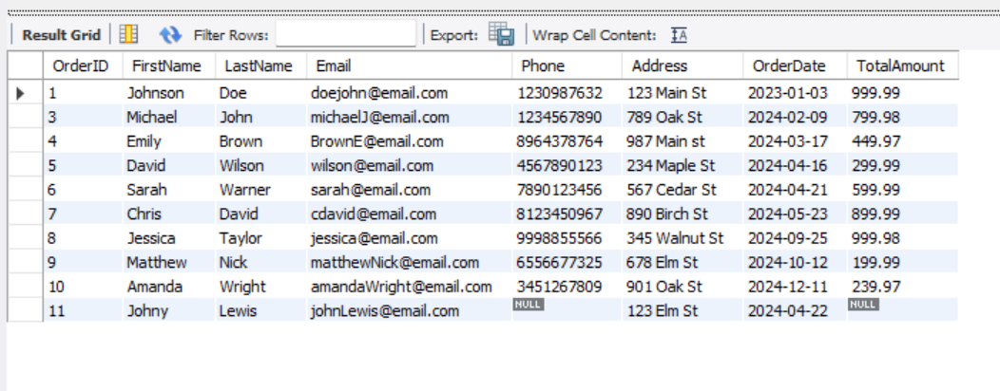 Result Grid Filter Rows: Export: Wrap Cell Content: IA
OrderID FirstName LastName Email Phone Address OrderDate TotalAmount
1 Johnson Doe doejohn@email.com 1230987632 123 Main St 2023-01-03 999.99
3 Michael John michaelJ@email.com 1234567890 789 Oak St 2024-02-09 799.98
4 Emily Brown BrownE@email.com 8964378764 987 Main st 2024-03-17 449.97
5 David Wilson wilson@email.com 4567890123 234 Maple St 2024-04-16 299.99
6 Sarah Warner sarah@email.com 7890123456 567 Cedar St 2024-04-21 599.99
7 Chris David cdavid@email.com 8123450967 890 Birch St 2024-05-23 899.99
8 Jessica Taylor jessica@email.com 9998855566 345 Walnut St 2024-09-25 999.98
9 Matthew Nick matthewNick@email.com 6556677325 678 Elm St 2024-10-12 199.99
10 Amanda Wright amandaWright@email.com 3451267809 901 Oak St 2024-12-11 239.97
11 Johny Lewis johnLewis@email.com NULL 123 Elm St 2024-04-22 NULL